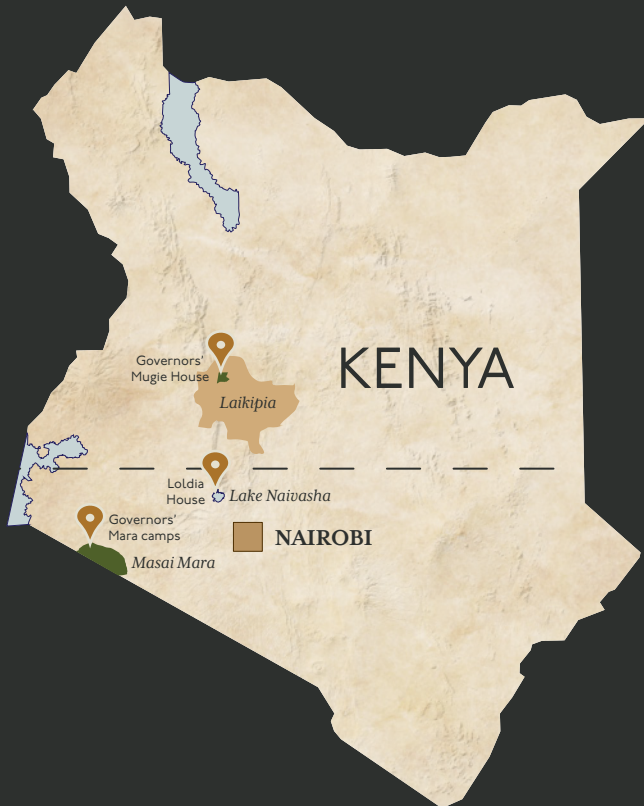 KENYA
Governors'
Mugie House
Laikipia
Loldia
House
Lake Naivasha
Governors'
Mara camps
NAIROBI
Masai Mara